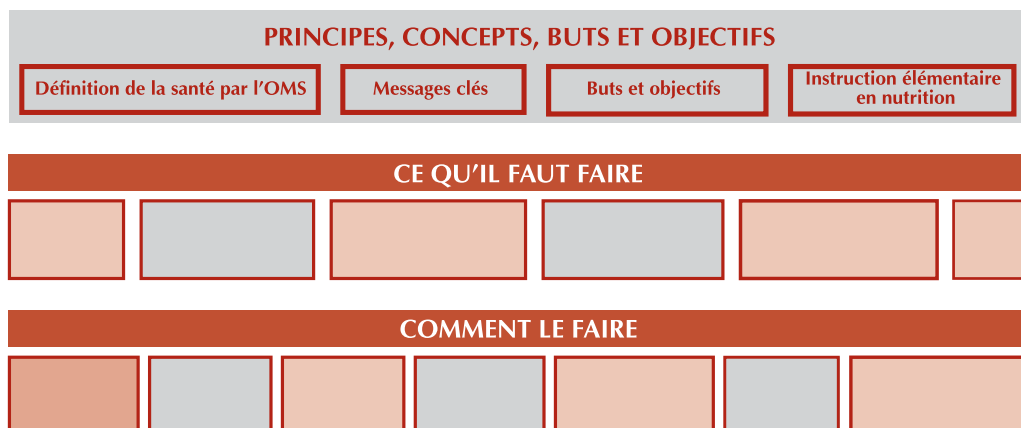 PRINCIPES, CONCEPTS, BUTS ET OBJECTIFS
Définition de la santé par l’OMS
Messages clés
Buts et objectifs
Instruction élémentaire
en nutrition
CE QU’IL FAUT FAIRE
COMMENT LE FAIRE